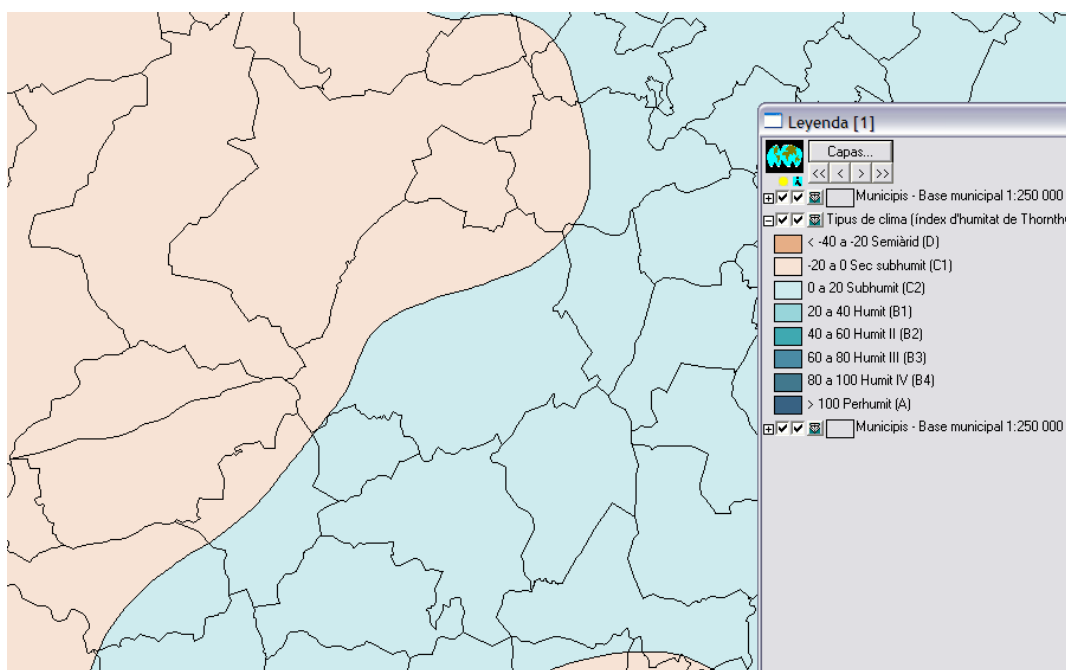 Leyenda [1]
Capas...
<< < > >>
Municipis - Base municipal 1:250 000
Tipus de clima (índex d'humitat de Thornth
< -40 a -20 Semiàrid (D)
-20 a 0 Sec subhumit (C1)
0 a 20 Subhumit (C2)
20 a 40 Humit (B1)
40 a 60 Humit II (B2)
60 a 80 Humit III (B3)
80 a 100 Humit IV (B4)
> 100 Perhumit (A)
Municipis - Base municipal 1:250 000